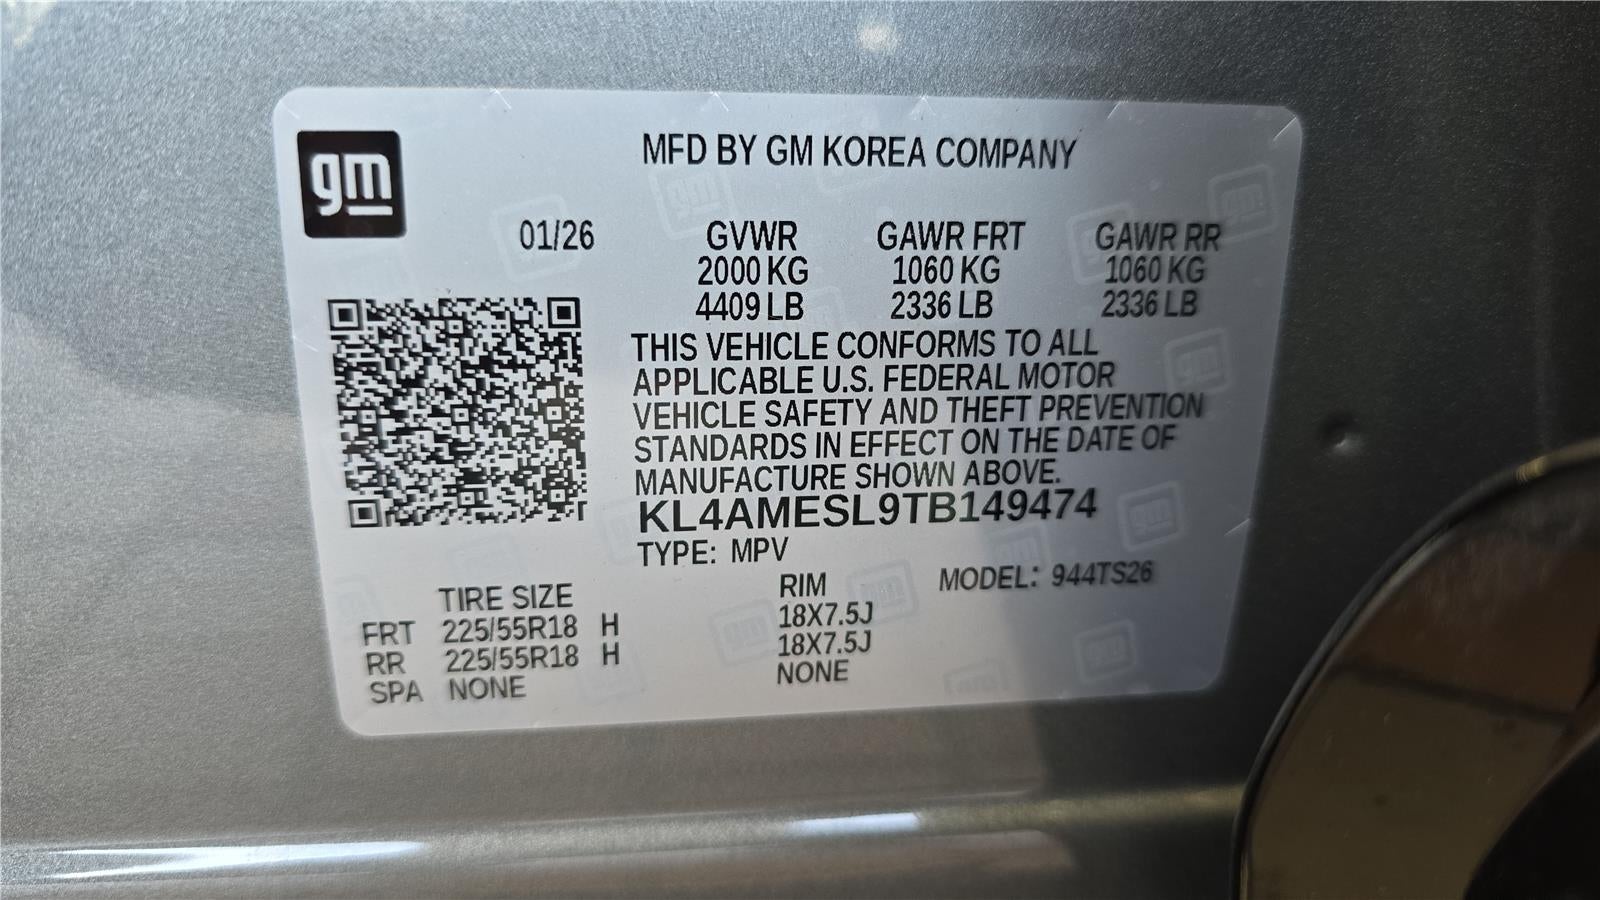 gm
MFD BY GM KOREA COMPANY
01/26 GVWR GAWR FRT GAWR RR
2000 KG 1060 KG 1060 KG
4409 LB 2336 LB 2336 LB
THIS VEHICLE CONFORMS TO ALL
APPLICABLE U.S. FEDERAL MOTOR
VEHICLE SAFETY AND THEFT PREVENTION
STANDARDS IN EFFECT ON THE DATE OF
MANUFACTURE SHOWN ABOVE.
KL4AMESL9TB149474
TYPE: MPV
TIRE SIZE RIM MODEL: 944TS26
FRT 225/55R18 H 18X7.5J
RR 225/55R18 H 18X7.5J
SPA NONE NONE